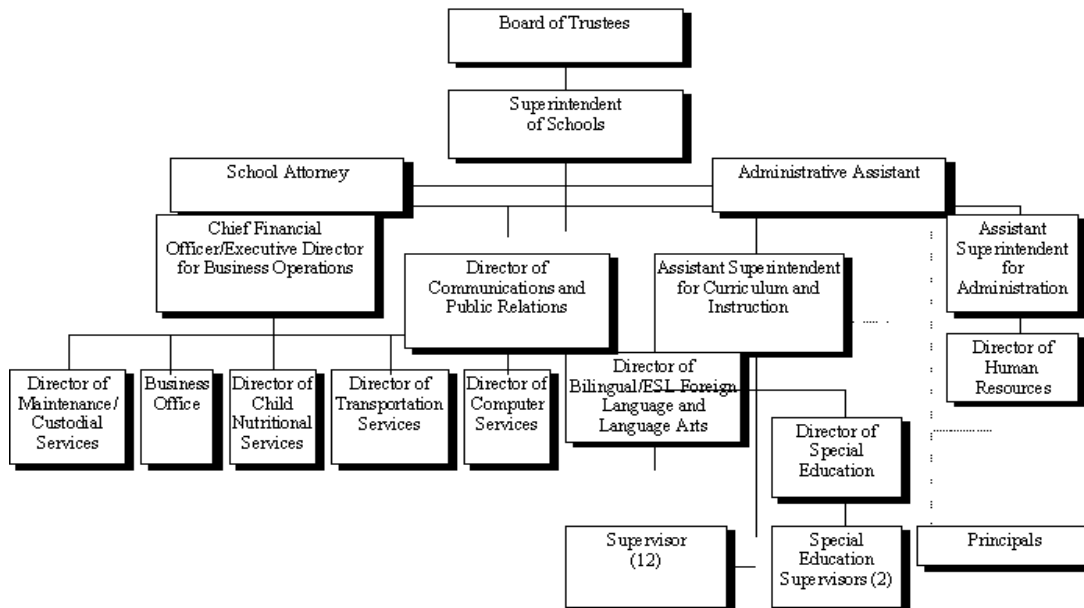 Board of Trustees
Superintendent
of Schools
School Attorney
Administrative Assistant
Chief Financial
Officer/Executive Director
for Business Operations
Director of
Communications and
Public Relations
Assistant Superintendent
for Curriculum and
Instruction
Assistant
Superintendent
for
Administration
Director of
Human
Resources
Director of
Maintenance/
Custodial
Services
Business
Office
Director of
Child
Nutritional
Services
Director of
Transportation
Services
Director of
Computer
Services
Director of
Bilingual/ESL Foreign
Language and
Language Arts
Director of
Special
Education
Supervisor
(12)
Special
Education
Supervisors (2)
Principals